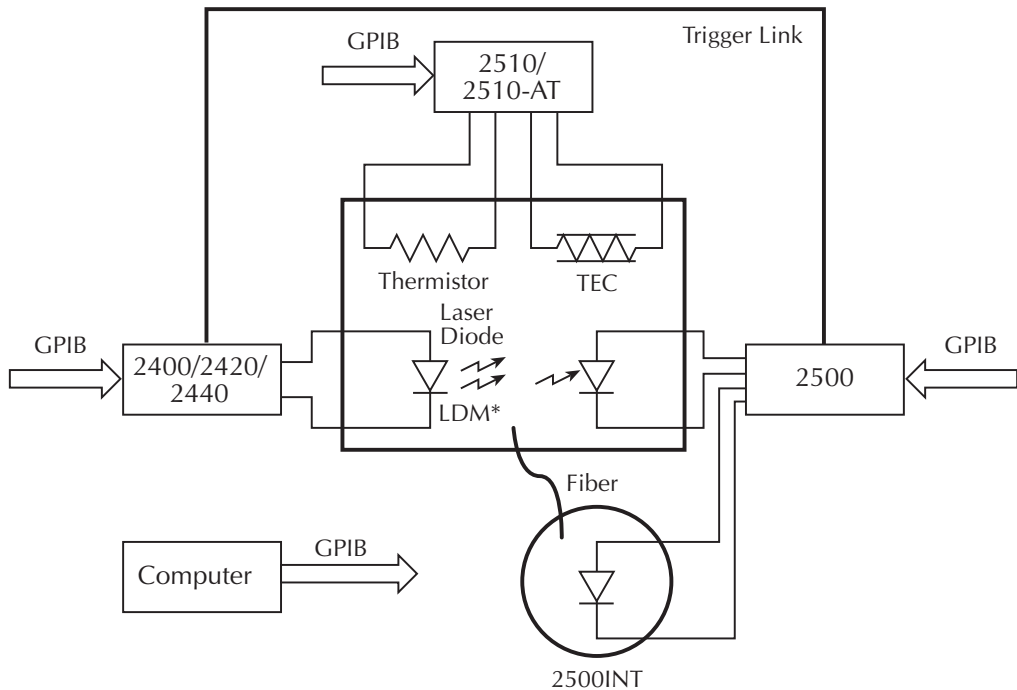 Trigger Link
GPIB
2510/
2510-AT
Thermistor
TEC
Laser
Diode
GPIB
2400/2420/
2440
LDM*
2500
GPIB
Fiber
Computer
GPIB
2500INT